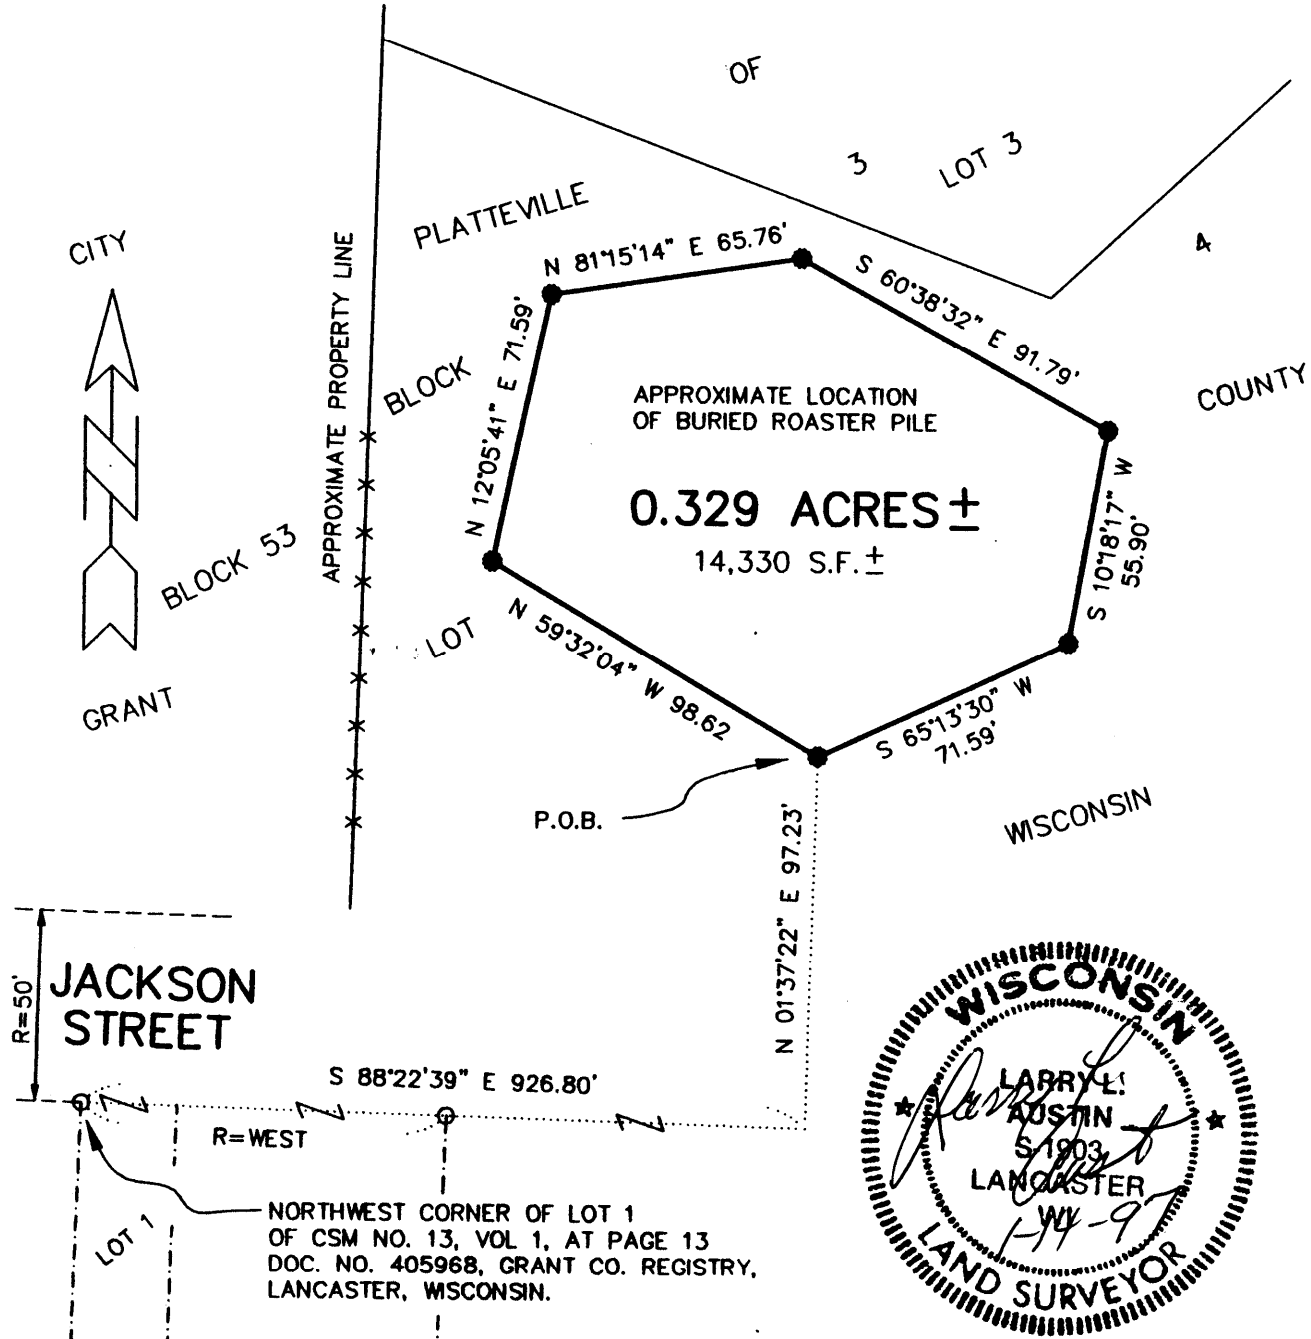 OF
3
LOT 3
PLATTEVILLE
CITY
4
N 81°15'14" E 65.76'
S 60°38'32" E 91.79'
APPROXIMATE PROPERTY LINE
N 12°05'41" E 71.59'
BLOCK
COUNTY
APPROXIMATE LOCATION
OF BURIED ROASTER PILE
0.329 ACRES ±
14,330 S.F. ±
S 10°18'17" W
55.90'
BLOCK 53
LOT
N 59°32'04" W 98.62
GRANT
S 65°13'30" W
71.59'
P.O.B.
WISCONSIN
N 01°37'22" E 97.23'
R=50'
JACKSON
STREET
S 88°22'39" E 926.80'
R=WEST
LOT 1
NORTHWEST CORNER OF LOT 1
OF CSM NO. 13, VOL 1, AT PAGE 13
DOC. NO. 405968, GRANT CO. REGISTRY,
LANCASTER, WISCONSIN.
WISCONSIN
LARRY L.
AUSTIN
S-1903
LANCASTER
WI
1-14-97
LAND SURVEYOR